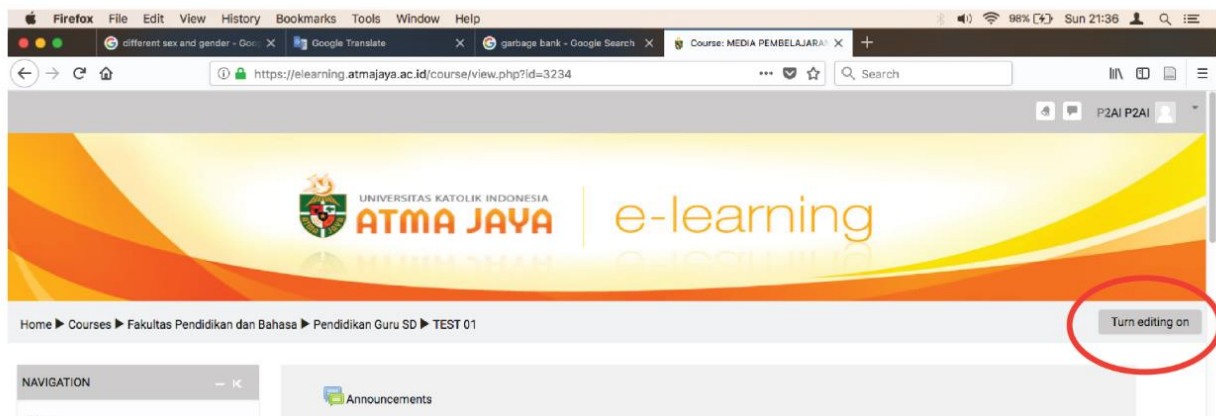 Firefox File Edit View History Bookmarks Tools Window Help 98% Sun 21:36
different sex and gender - Goo Google Translate garbage bank - Google Search Course: MEDIA PEMBELAJARAN
https://elearning.atmajaya.ac.id/course/view.php?id=3234 Search
P2AI P2AI
UNIVERSITAS KATOLIK INDONESIA
ATMA JAYA e-learning
Home ▶ Courses ▶ Fakultas Pendidikan dan Bahasa ▶ Pendidikan Guru SD ▶ TEST 01 Turn editing on
NAVIGATION
Announcements